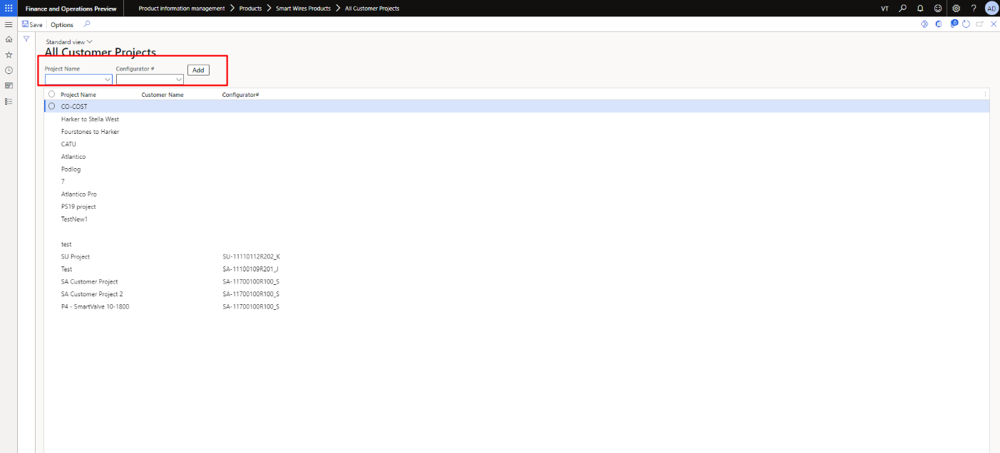 Finance and Operations Preview Product information management Products Smart Wires Products All Customer Projects VT ? AD
Save Options 0
Standard view
All Customer Projects
Project Name Configurator # Add
Project Name Customer Name Configurator#
CO-COST
Harker to Stella West
Fourstones to Harker
CATU
Atlantico
Podlog
7
Atlantico Pro
PS19 project
TestNew1
test
SU Project SU-11110112R202_K
Test SA-11100109R201_J
SA Customer Project SA-11700100R100_S
SA Customer Project 2 SA-11700100R100_S
P4 - SmartValve 10-1800 SA-11700100R100_S